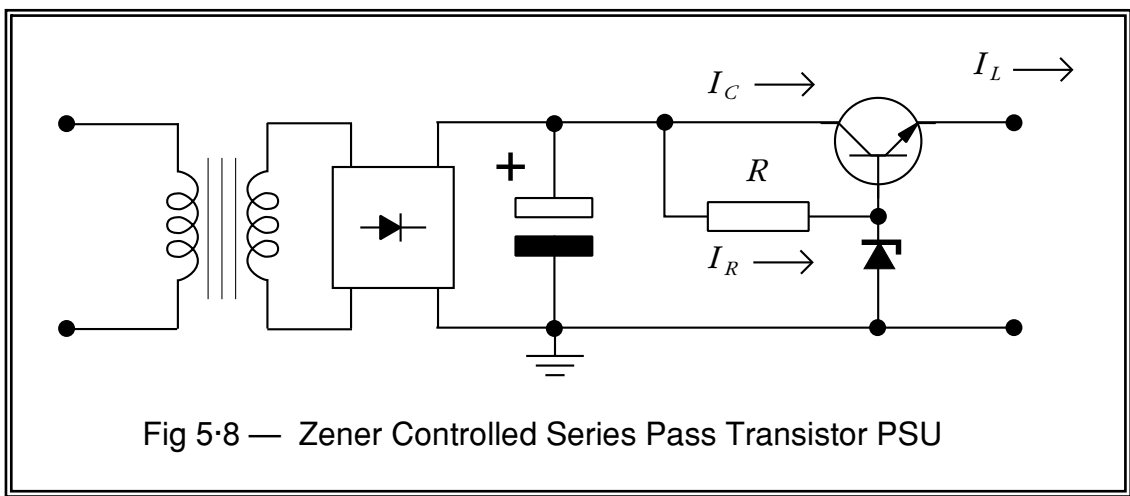 I_C
I_L
+
R
I_R
Fig 5·8 — Zener Controlled Series Pass Transistor PSU